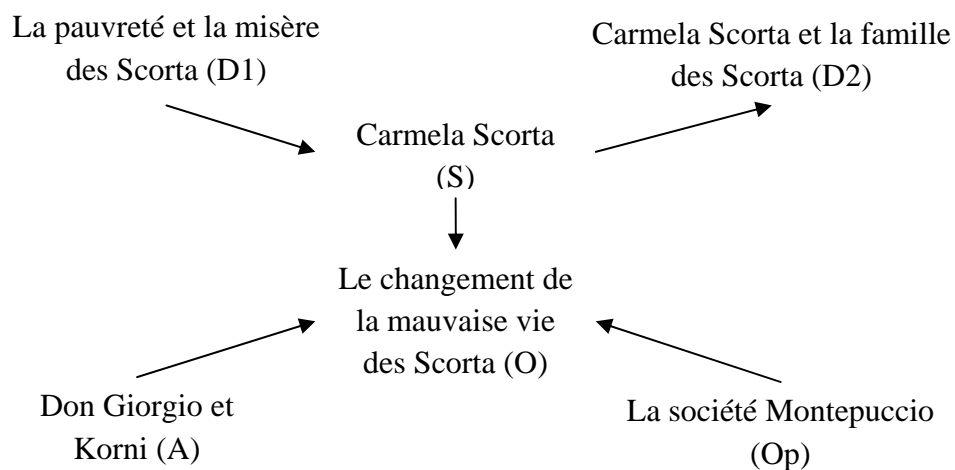 La pauvreté et la misère
des Scorta (D1)
Carmela Scorta et la famille
des Scorta (D2)
Carmela Scorta
(S)
Le changement de
la mauvaise vie
des Scorta (O)
Don Giorgio et
Korni (A)
La société Montepuccio
(Op)